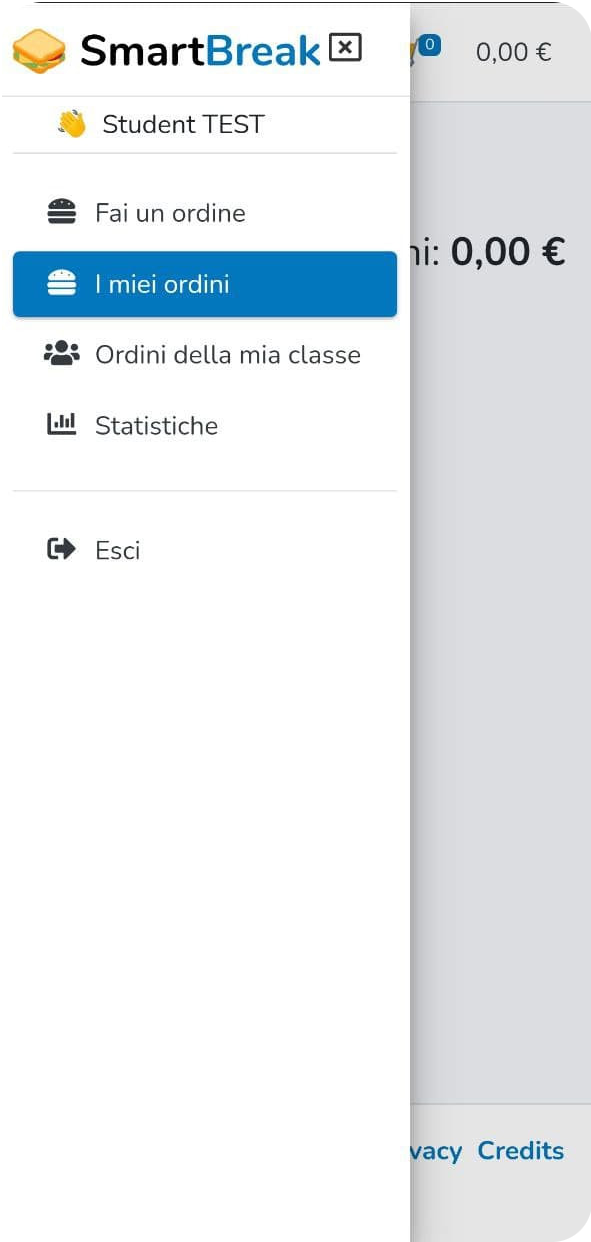 SmartBreak
0
0,00 €
Student TEST
Fai un ordine
ni: 0,00 €
I miei ordini
Ordini della mia classe
Statistiche
Esci
vacy Credits